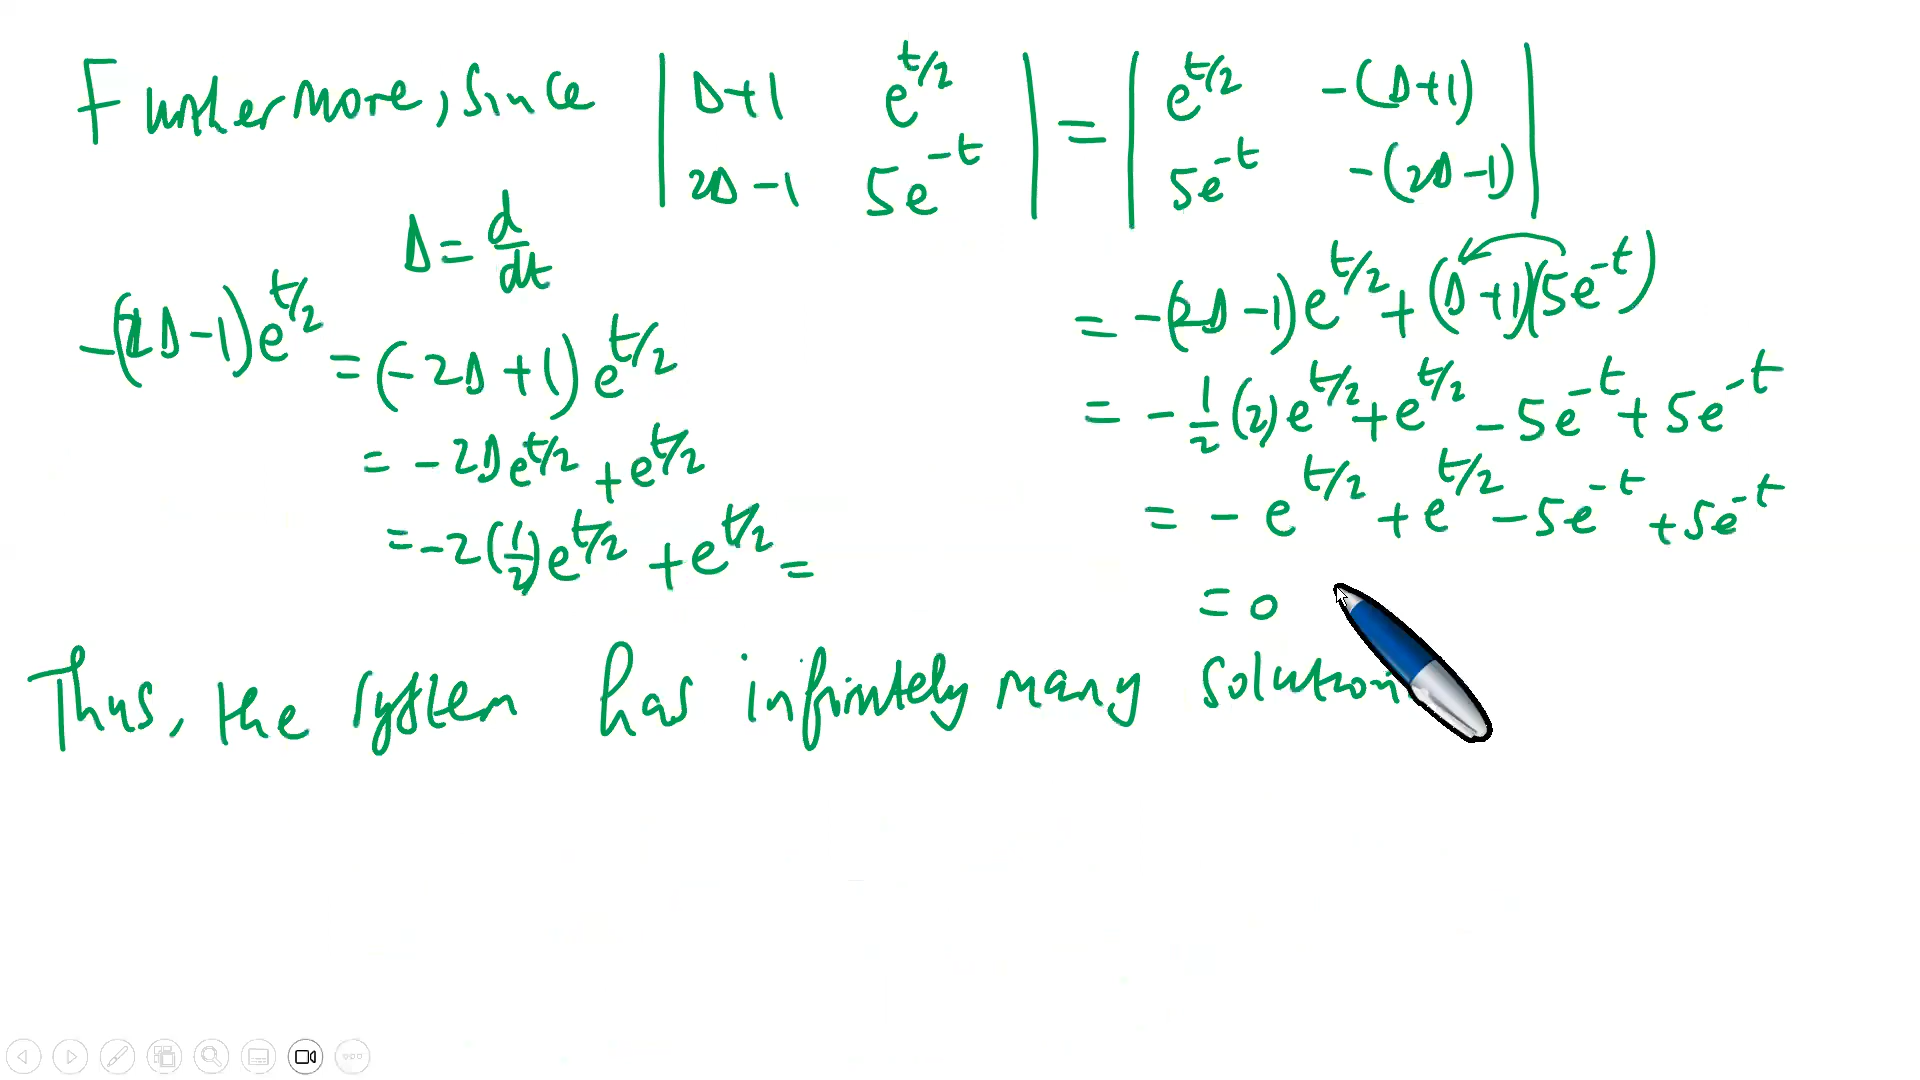 Furthermore, since | D+1 e^{t/2} | = | e^{t/2} -(D+1) |
| 2D-1 5e^{-t} | | 5e^{-t} -(2D-1) |
D = d/dt
-(2D-1)e^{t/2} = (-2D+1)e^{t/2}
= -2De^{t/2} + e^{t/2}
= -2(1/2)e^{t/2} + e^{t/2} =
= -(2D-1)e^{t/2} + (D+1)(5e^{-t})
= -1/2(2)e^{t/2} + e^{t/2} - 5e^{-t} + 5e^{-t}
= -e^{t/2} + e^{t/2} - 5e^{-t} + 5e^{-t}
= 0
Thus, the system has infinitely many solution